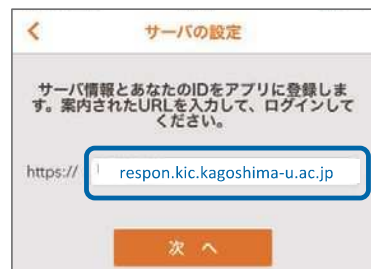 サーバの設定
サーバ情報とあなたのIDをアプリに登録しま
す。案内されたURLを入力して、ログインして
ください。
https:// respon.kic.kagoshima-u.ac.jp
次 へ